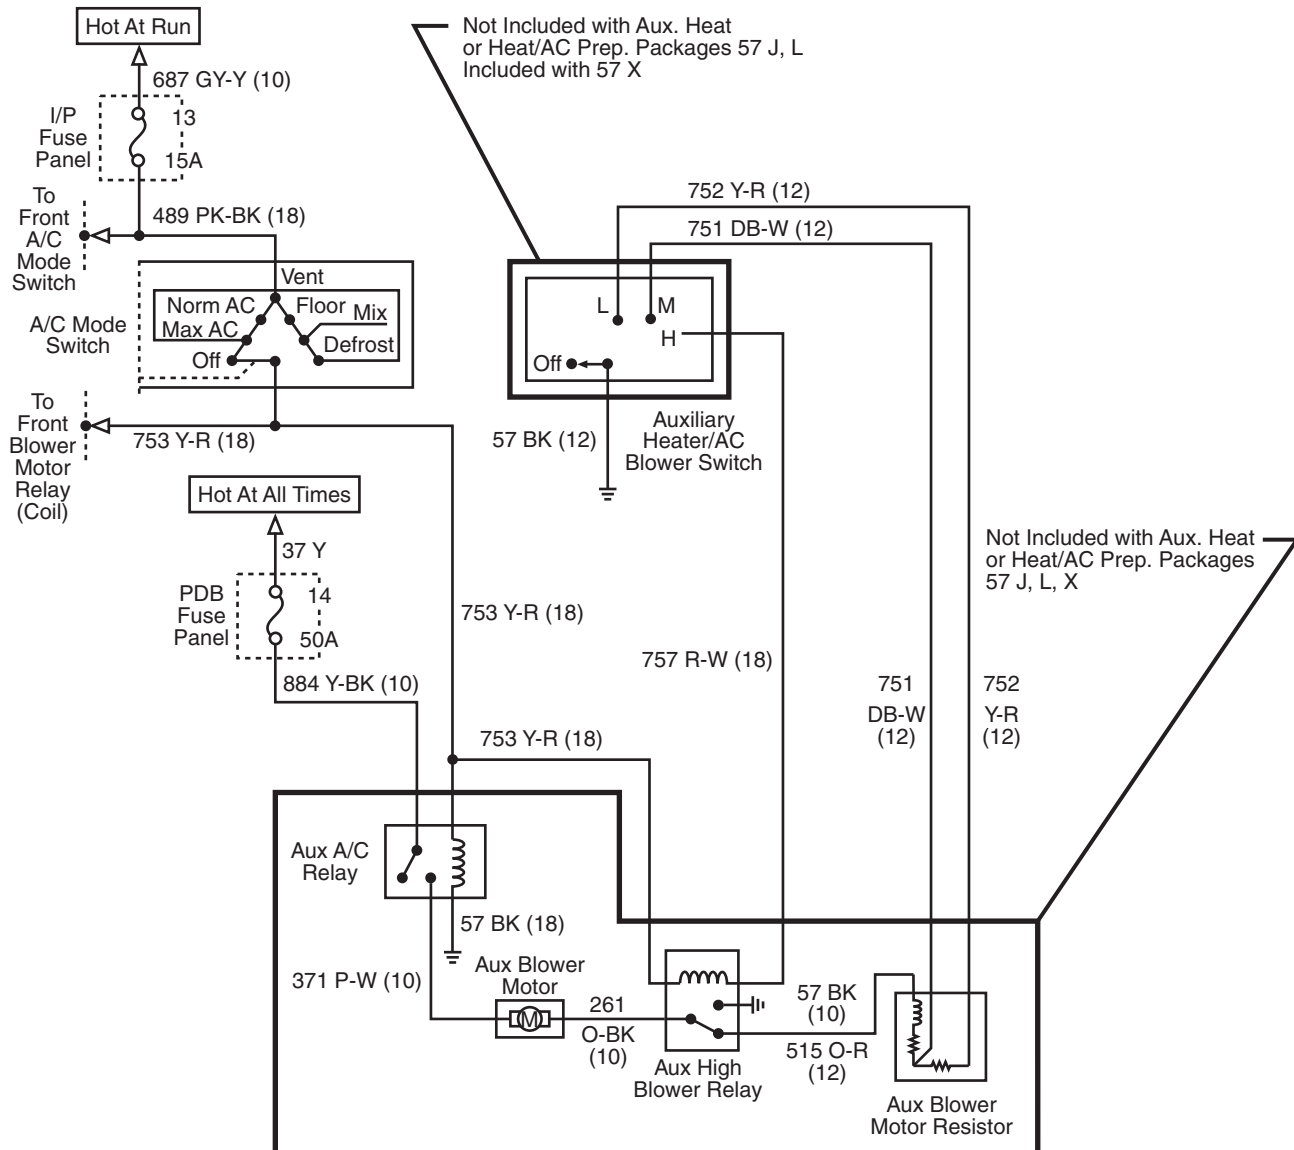 Hot At Run
687 GY-Y (10)
I/P
Fuse
Panel
13
15A
To
Front
A/C
Mode
Switch
489 PK-BK (18)
A/C Mode
Switch
Vent
Norm AC
Floor
Mix
Max AC
Defrost
Off
To
Front
Blower
Motor
Relay
(Coil)
753 Y-R (18)
Hot At All Times
37 Y
PDB
Fuse
Panel
14
50A
884 Y-BK (10)
753 Y-R (18)
753 Y-R (18)
Not Included with Aux. Heat
or Heat/AC Prep. Packages 57 J, L
Included with 57 X
752 Y-R (12)
751 DB-W (12)
L
M
H
Off
57 BK (12)
Auxiliary
Heater/AC
Blower Switch
757 R-W (18)
751
DB-W
(12)
752
Y-R
(12)
Not Included with Aux. Heat
or Heat/AC Prep. Packages
57 J, L, X
Aux A/C
Relay
57 BK (18)
371 P-W (10)
Aux Blower
Motor
M
261
O-BK
(10)
Aux High
Blower Relay
57 BK
(10)
515 O-R
(12)
Aux Blower
Motor Resistor